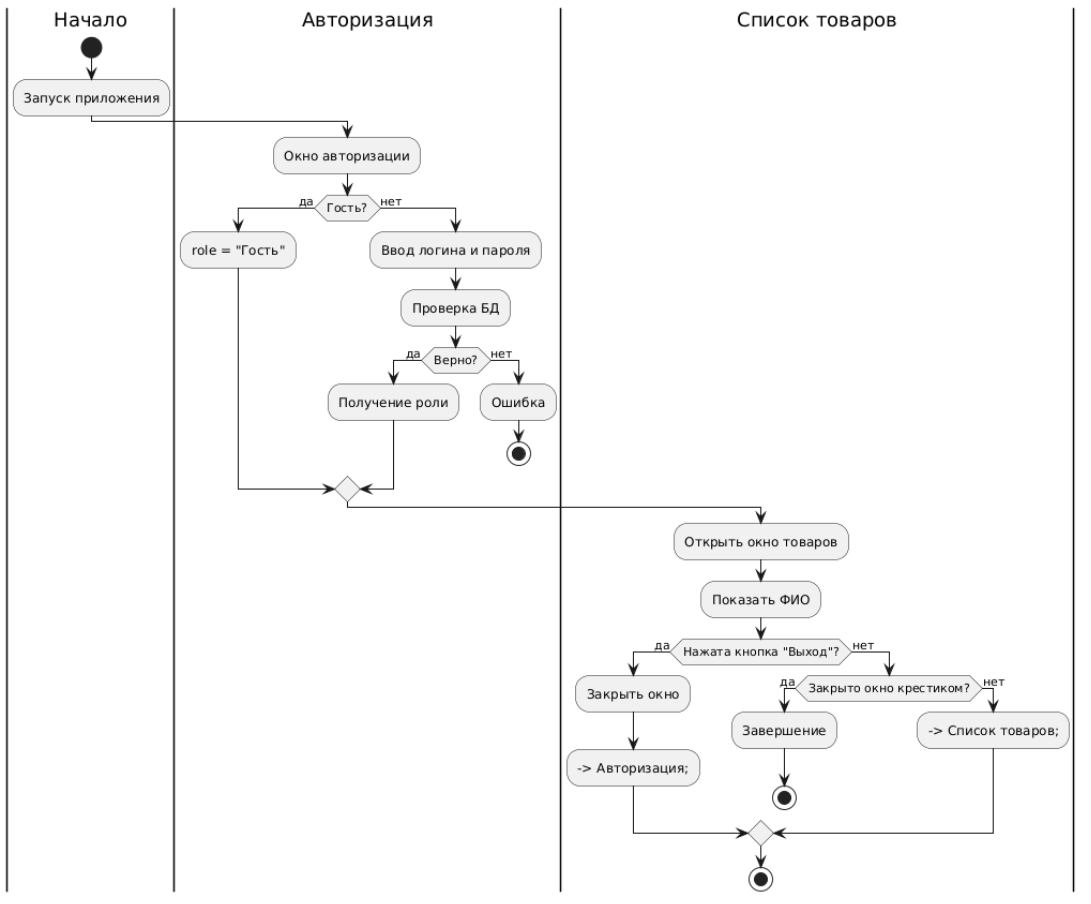 Начало
Авторизация
Список товаров
Запуск приложения
Окно авторизации
да
Гость?
нет
role = "Гость"
Ввод логина и пароля
Проверка БД
да
Верно?
нет
Получение роли
Ошибка
Открыть окно товаров
Показать ФИО
да
Нажата кнопка "Выход"?
нет
Закрыть окно
да
Закрыто окно крестиком?
нет
Завершение
-> Список товаров;
-> Авторизация;